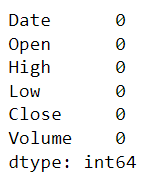 Date 0
Open 0
High 0
Low 0
Close 0
Volume 0
dtype: int64